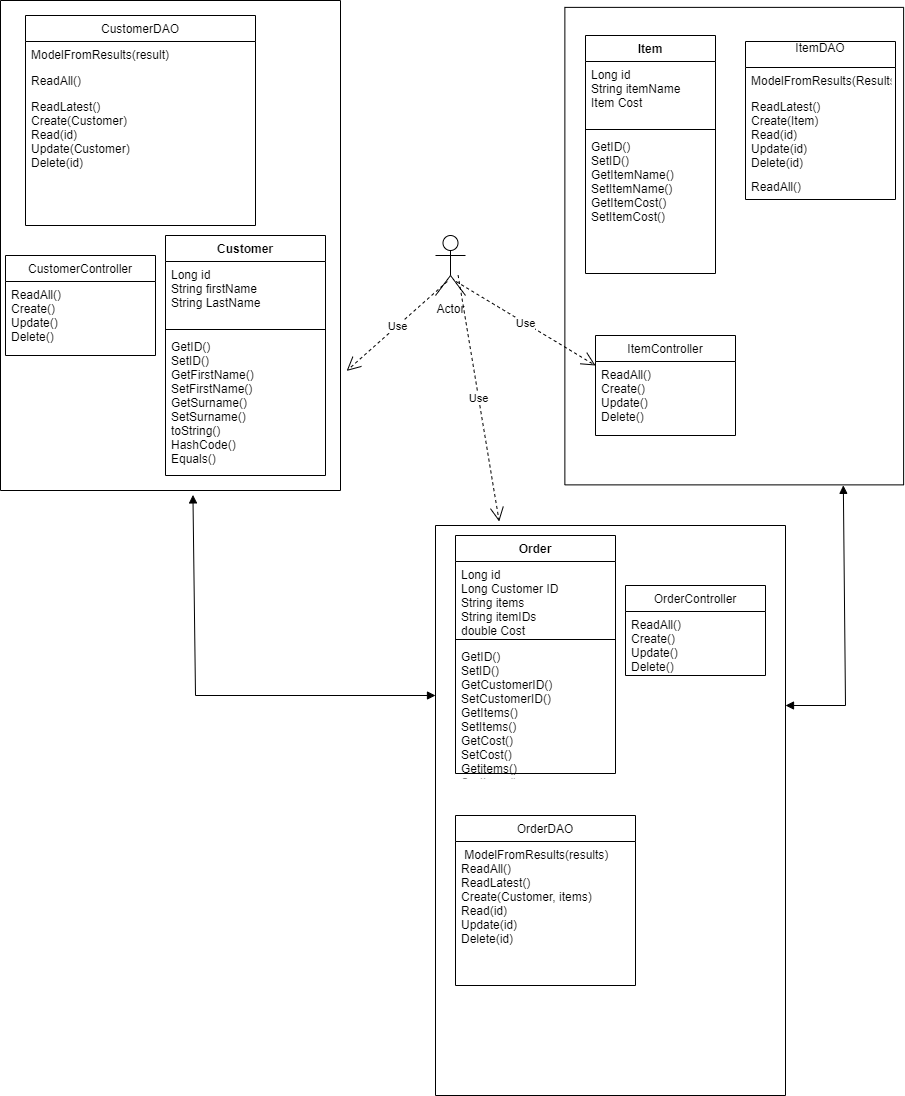 CustomerDAO
ModelFromResults(result)
ReadAll()
ReadLatest()
Create(Customer)
Read(id)
Update(Customer)
Delete(id)
CustomerController
ReadAll()
Create()
Update()
Delete()
Customer
Long id
String firstName
String LastName
GetID()
SetID()
GetFirstName()
SetFirstName()
GetSurname()
SetSurname()
toString()
HashCode()
Equals()
Actor
Use
Use
Use
Item
Long id
String itemName
Item Cost
GetID()
SetID()
GetItemName()
SetItemName()
GetItemCost()
SetItemCost()
ItemDAO
ModelFromResults(Results
ReadLatest()
Create(Item)
Read(id)
Update(id)
Delete(id)
ReadAll()
ItemController
ReadAll()
Create()
Update()
Delete()
Order
Long id
Long Customer ID
String items
String itemIDs
double Cost
GetID()
SetID()
GetCustomerID()
SetCustomerID()
GetItems()
SetItems()
GetCost()
SetCost()
Getitems()
OrderController
ReadAll()
Create()
Update()
Delete()
OrderDAO
ModelFromResults(results)
ReadAll()
ReadLatest()
Create(Customer, items)
Read(id)
Update(id)
Delete(id)